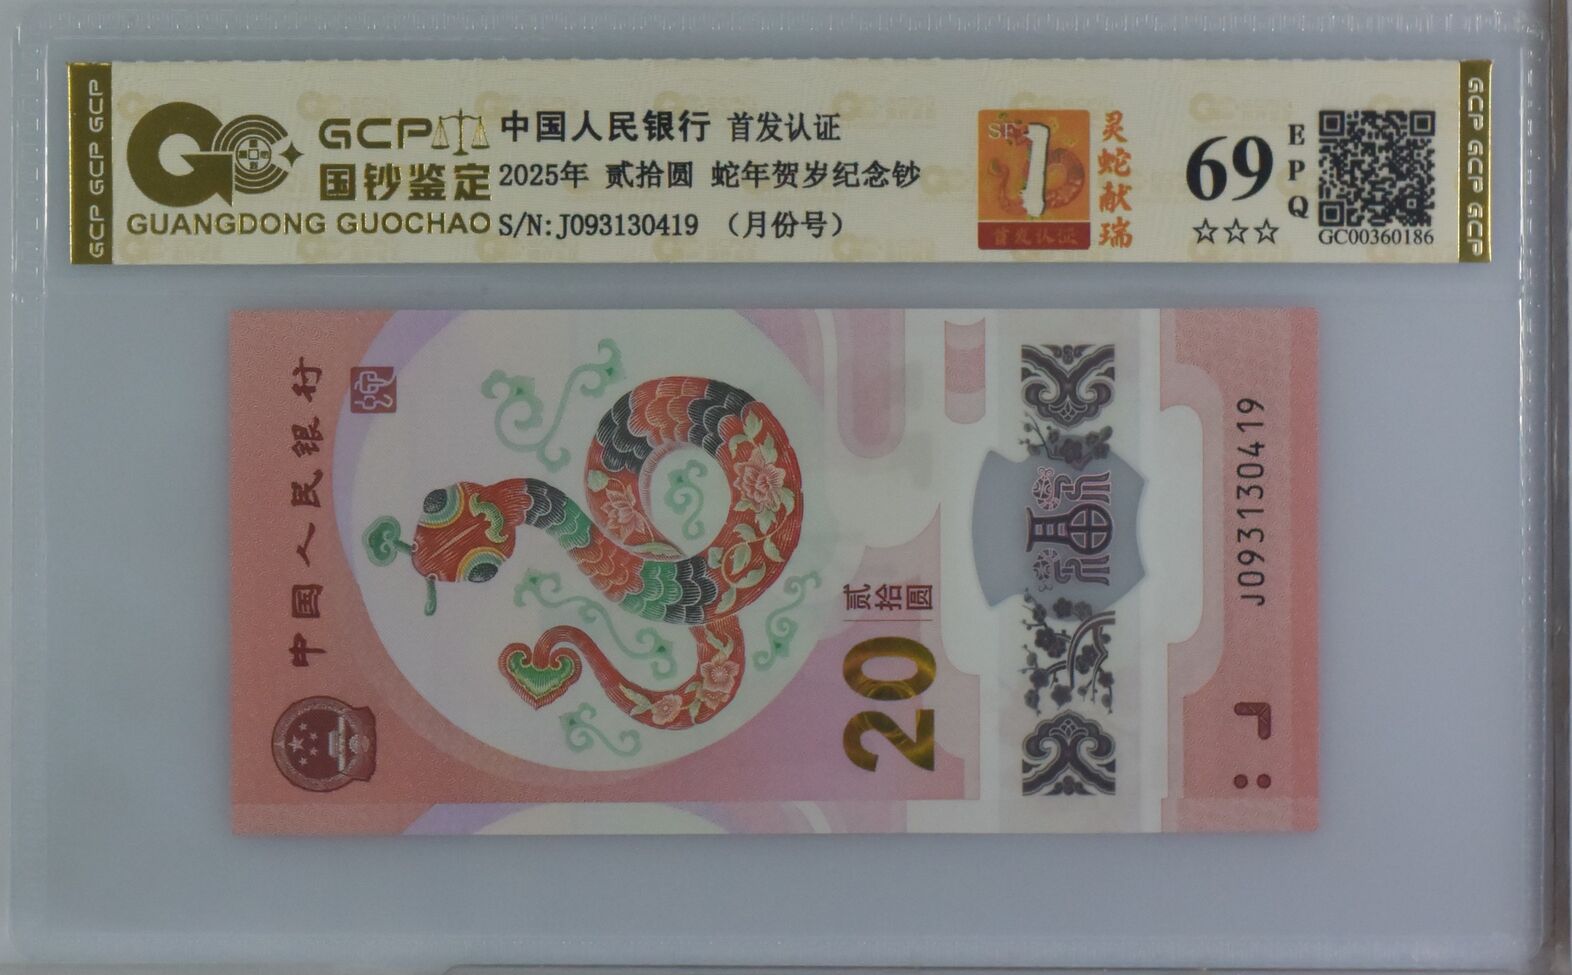 GCP GCP GCP
GCP
国钞鉴定
GUANGDONG GUOCHAO
中国人民银行 首发认证
2025年 贰拾圆 蛇年贺岁纪念钞
S/N: J093130419 （月份号）
1
首发认证
灵蛇献瑞
69
EPQ
☆☆☆
GC00360186
GCP GCP GCP
中国人民银行
贰拾圆
20
福
J093130419